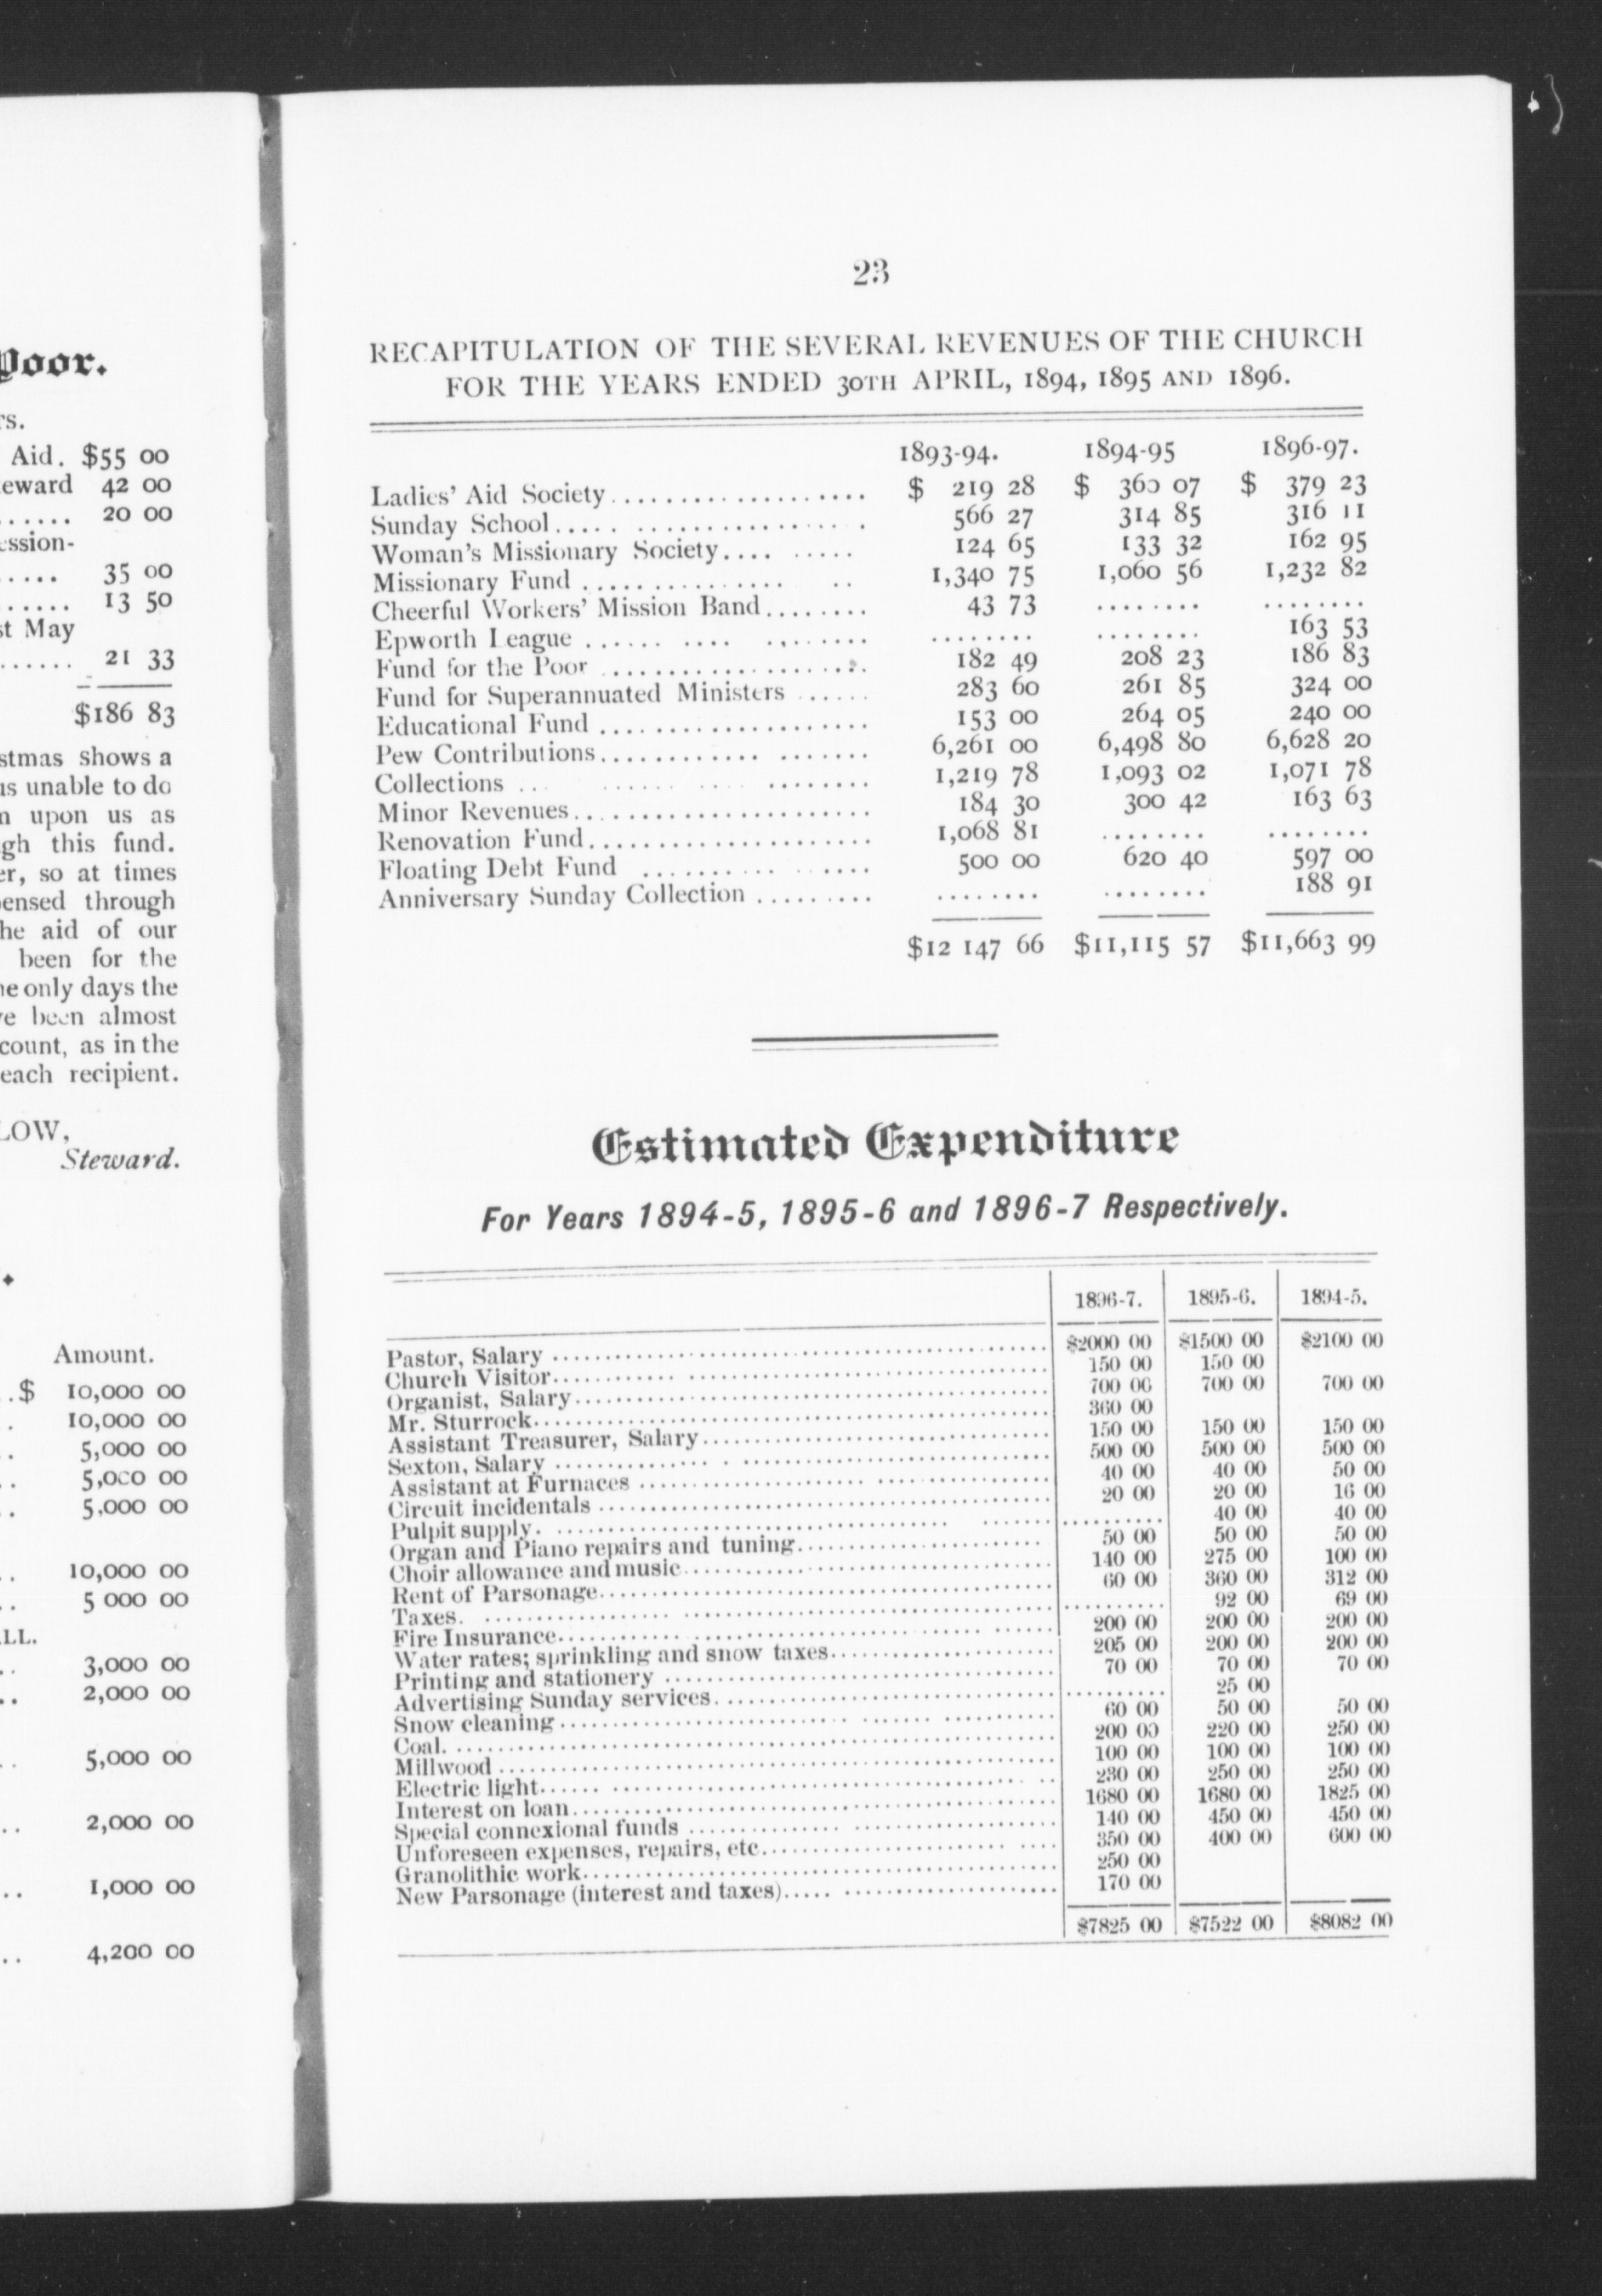 Poor.
rs.
Aid. $55 00
eward 42 00
...... 20 00
ession-
..... 35 00
...... 13 50
st May
...... 21 33
$186 83
stmas shows a
us unable to do
n upon us as
gh this fund.
er, so at times
pensed through
he aid of our
been for the
he only days the
ve been almost
count, as in the
each recipient.
LOW,
Steward.
Amount.
..$ 10,000 00
.. 10,000 00
.. 5,000 00
.. 5,000 00
.. 5,000 00
.. 10,000 00
.. 5 000 00
ALL.
.. 3,000 00
.. 2,000 00
.. 5,000 00
.. 2,000 00
.. 1,000 00
.. 4,200 00
23
RECAPITULATION OF THE SEVERAL REVENUES OF THE CHURCH
FOR THE YEARS ENDED 30TH APRIL, 1894, 1895 AND 1896.
1893-94. 1894-95 1896-97.
Ladies' Aid Society.................... $ 219 28 $ 360 07 $ 379 23
Sunday School..... .................. 566 27 314 85 316 11
Woman's Missionary Society.... ..... 124 65 133 32 162 95
Missionary Fund ................ .. 1,340 75 1,060 56 1,232 82
Cheerful Workers' Mission Band........ 43 73 ........ ........
Epworth League ...... .... ........ ........ ........ 163 53
Fund for the Poor .................... 182 49 208 23 186 83
Fund for Superannuated Ministers ...... 283 60 261 85 324 00
Educational Fund .................... 153 00 264 05 240 00
Pew Contributions............ ....... 6,261 00 6,498 80 6,628 20
Collections ... ...... ... ........ 1,219 78 1,093 02 1,071 78
Minor Revenues...................... 184 30 300 42 163 63
Renovation Fund...................... 1,068 81 ........ ........
Floating Debt Fund .......... ..... 500 00 620 40 597 00
Anniversary Sunday Collection ......... ........ ........ 188 91
$12 147 66 $11,115 57 $11,663 99
Estimated Expenditure
For Years 1894-5, 1895-6 and 1896-7 Respectively.
1896-7. 1895-6. 1894-5.
Pastor, Salary ........................ $2000 00 $1500 00 $2100 00
Church Visitor........................ 150 00 150 00
Organist, Salary........................ 700 00 700 00 700 00
Mr. Sturrock........................ 360 00
Assistant Treasurer, Salary........................ 150 00 150 00 150 00
Sexton, Salary ........................ 500 00 500 00 500 00
Assistant at Furnaces ........................ 40 00 40 00 50 00
Circuit incidentals ........................ 20 00 20 00 16 00
Pulpit supply. ........................ .......... 40 00 40 00
Organ and Piano repairs and tuning........................ 50 00 50 00 50 00
Choir allowance and music........................ 140 00 275 00 100 00
Rent of Parsonage........................ 60 00 360 00 312 00
Taxes. ........................ .......... 92 00 69 00
Fire Insurance........................ 200 00 200 00 200 00
Water rates; sprinkling and snow taxes........................ 205 00 200 00 200 00
Printing and stationery ........................ 70 00 70 00 70 00
Advertising Sunday services........................ .......... 25 00
Snow cleaning........................ 60 00 50 00 50 00
Coal. ........................ 200 00 220 00 250 00
Millwood ........................ 100 00 100 00 100 00
Electric light........................ 230 00 250 00 250 00
Interest on loan........................ 1680 00 1680 00 1825 00
Special connexional funds ........................ 140 00 450 00 450 00
Unforeseen expenses, repairs, etc........................ 350 00 400 00 600 00
Granolithic work........................ 250 00
New Parsonage (interest and taxes)..... ................... 170 00
$7825 00 $7522 00 $8082 00